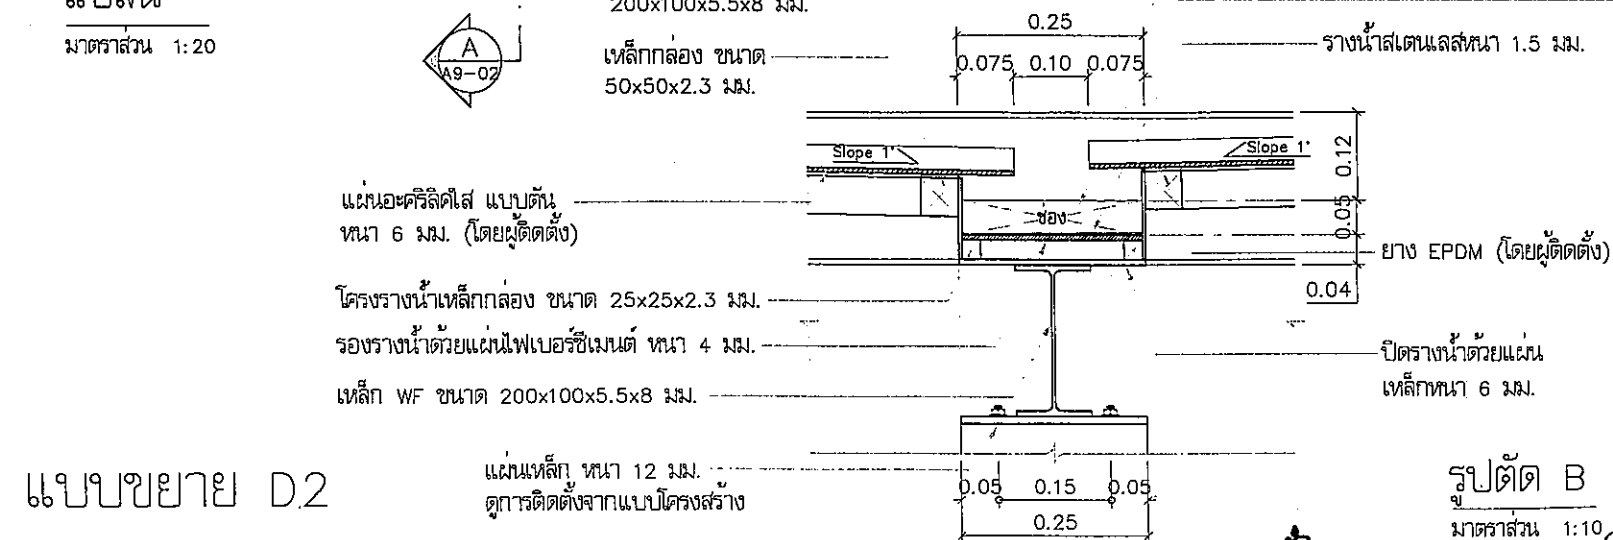 แปลน
มาตราส่วน 1:20
A
A9-02
200x100x5.5x8 มม.
เหล็กกล่อง ขนาด
50x50x2.3 มม.
0.25
0.075 0.10 0.075
รางน้ำสเตนเลสหนา 1.5 มม.
Slope 1°
Slope 1°
0.12
0.05
0.04
ช่อง
แผ่นอะคริลิคใส แบบตัน
หนา 6 มม. (โดยผู้ติดตั้ง)
ยาง EPDM (โดยผู้ติดตั้ง)
โครงรางน้ำเหล็กกล่อง ขนาด 25x25x2.3 มม.
รองรางน้ำด้วยแผ่นไฟเบอร์ซีเมนต์ หนา 4 มม.
เหล็ก WF ขนาด 200x100x5.5x8 มม.
ปิดรางน้ำด้วยแผ่น
เหล็กหนา 6 มม.
แผ่นเหล็ก หนา 12 มม.
ดูการติดตั้งจากแบบโครงสร้าง
0.05 0.15 0.05
0.25
แบบขยาย D.2
รูปตัด B
มาตราส่วน 1:10